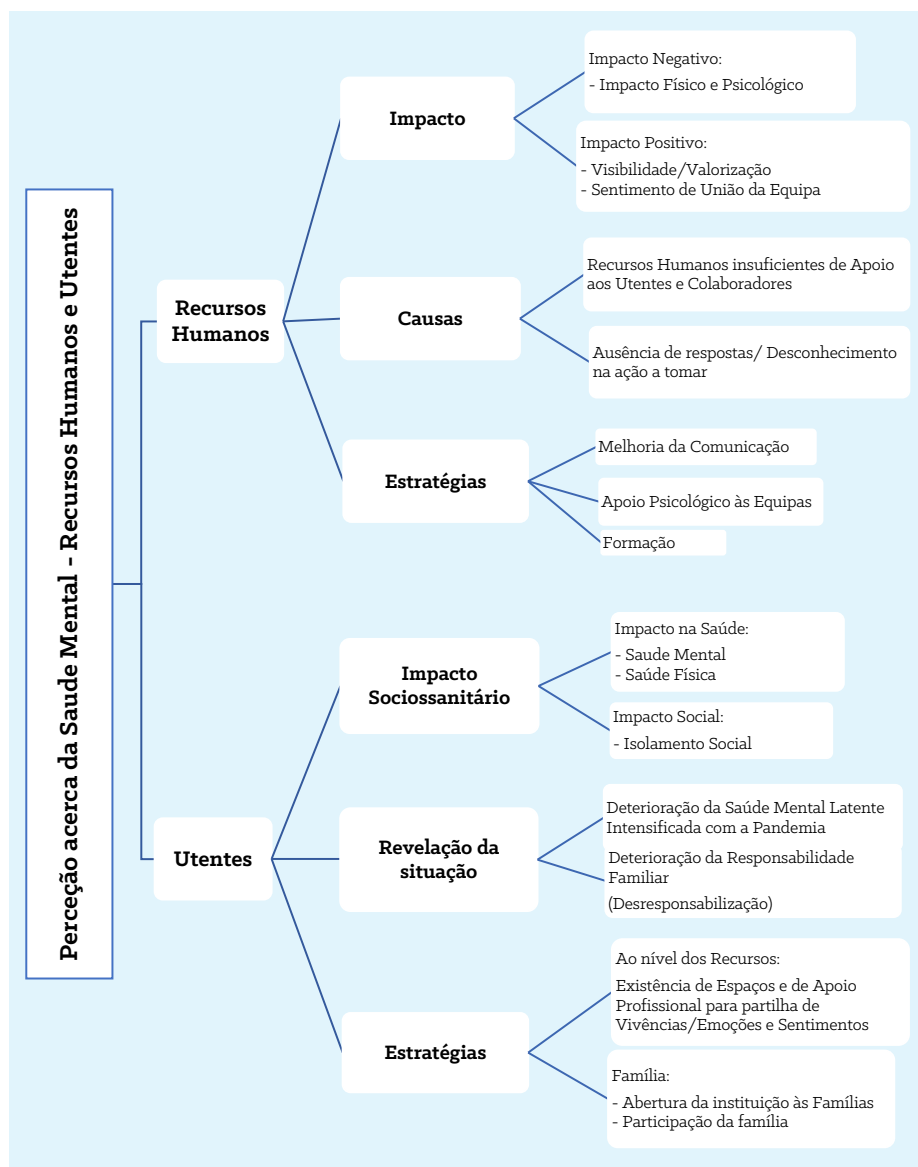 Perceção acerca da Saude Mental - Recursos Humanos e Utentes
Recursos
Humanos
Impacto
Impacto Negativo:
- Impacto Físico e Psicológico
Impacto Positivo:
- Visibilidade/Valorização
- Sentimento de União da Equipa
Causas
Recursos Humanos insuficientes de Apoio
aos Utentes e Colaboradores
Ausência de respostas/ Desconhecimento
na ação a tomar
Estratégias
Melhoria da Comunicação
Apoio Psicológico às Equipas
Formação
Utentes
Impacto
Sociossanitário
Impacto na Saúde:
- Saude Mental
- Saúde Física
Impacto Social:
- Isolamento Social
Revelação da
situação
Deterioração da Saúde Mental Latente
Intensificada com a Pandemia
Deterioração da Responsabilidade
Familiar
(Desresponsabilização)
Estratégias
Ao nível dos Recursos:
Existência de Espaços e de Apoio
Profissional para partilha de
Vivências/Emoções e Sentimentos
Família:
- Abertura da instituição às Famílias
- Participação da família